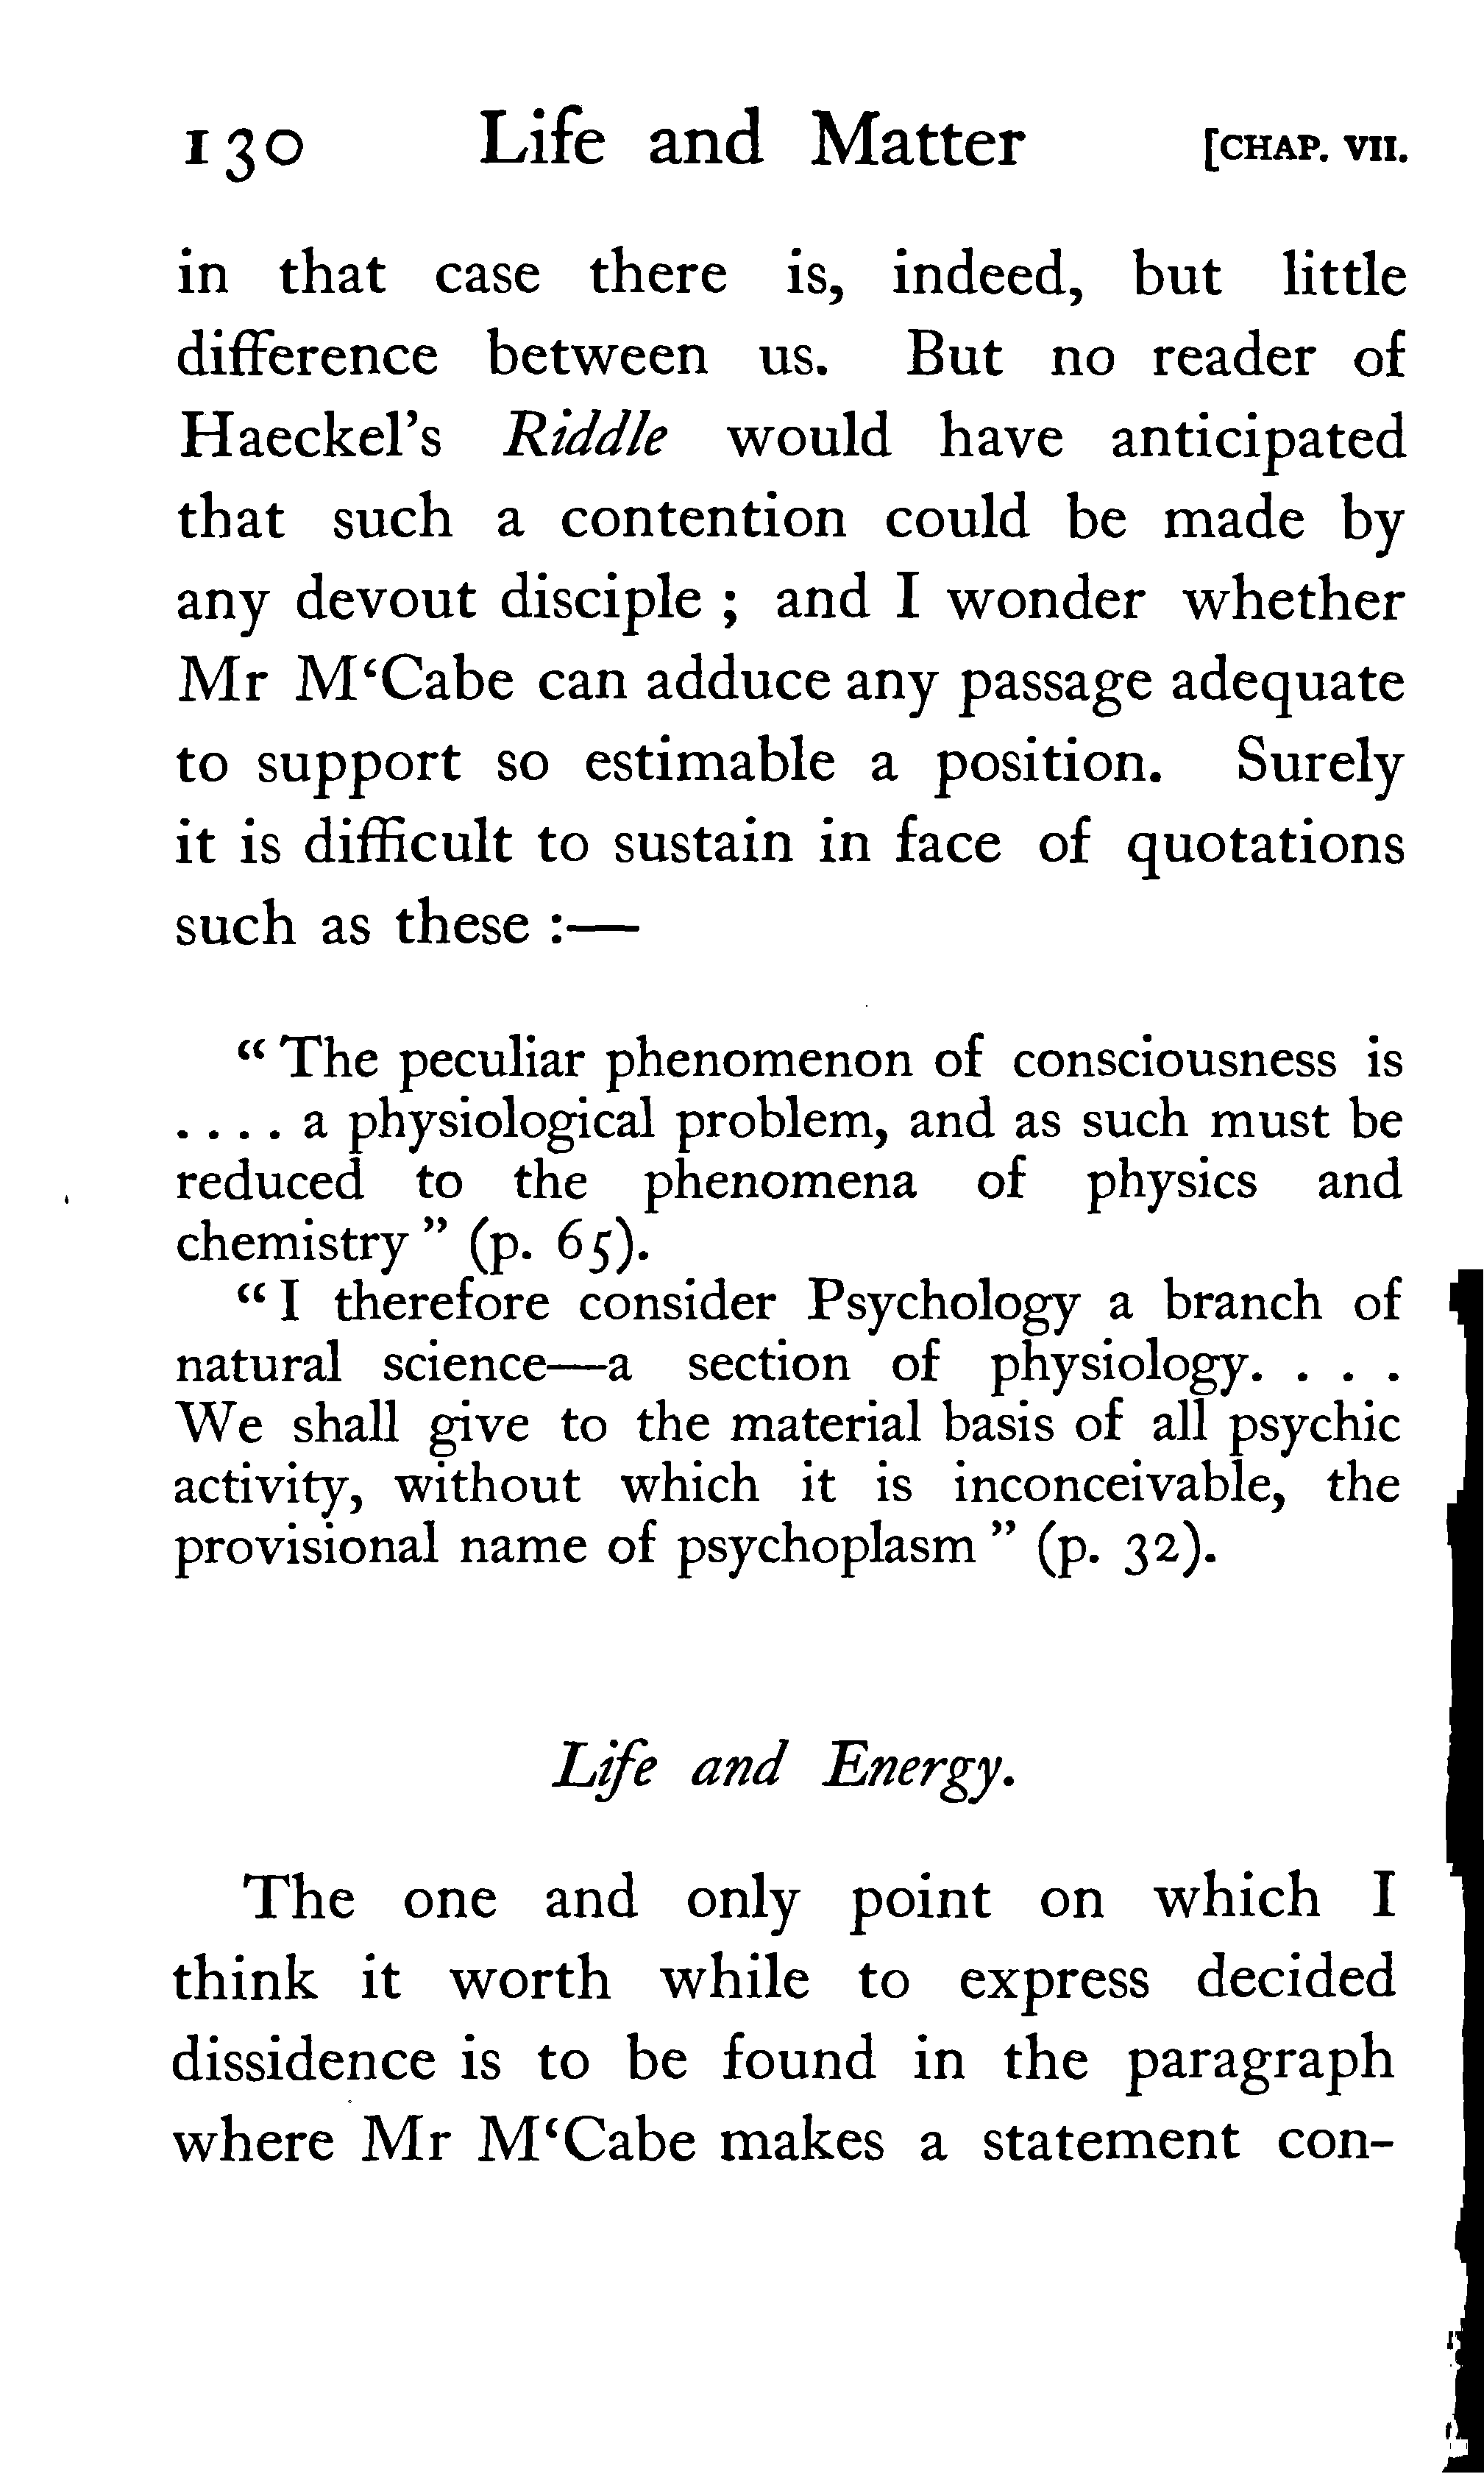 130 Life and Matter [CHAP. VII.
in that case there is, indeed, but little
difference between us. But no reader of
Haeckel's Riddle would have anticipated
that such a contention could be made by
any devout disciple ; and I wonder whether
Mr M‘Cabe can adduce any passage adequate
to support so estimable a position. Surely
it is difficult to sustain in face of quotations
such as these :—
“ The peculiar phenomenon of consciousness is
. . . . a physiological problem, and as such must be
reduced to the phenomena of physics and
chemistry ” (p. 65).
“ I therefore consider Psychology a branch of
natural science—a section of physiology. . . .
We shall give to the material basis of all psychic
activity, without which it is inconceivable, the
provisional name of psychoplasm ” (p. 32).
Life and Energy.
The one and only point on which I
think it worth while to express decided
dissidence is to be found in the paragraph
where Mr M‘Cabe makes a statement con-